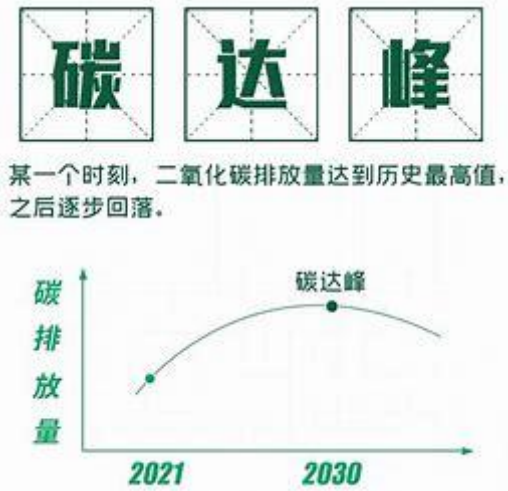 碳达峰
某一个时刻，二氧化碳排放量达到历史最高值，
之后逐步回落。
碳达峰
碳排放量
2021 2030